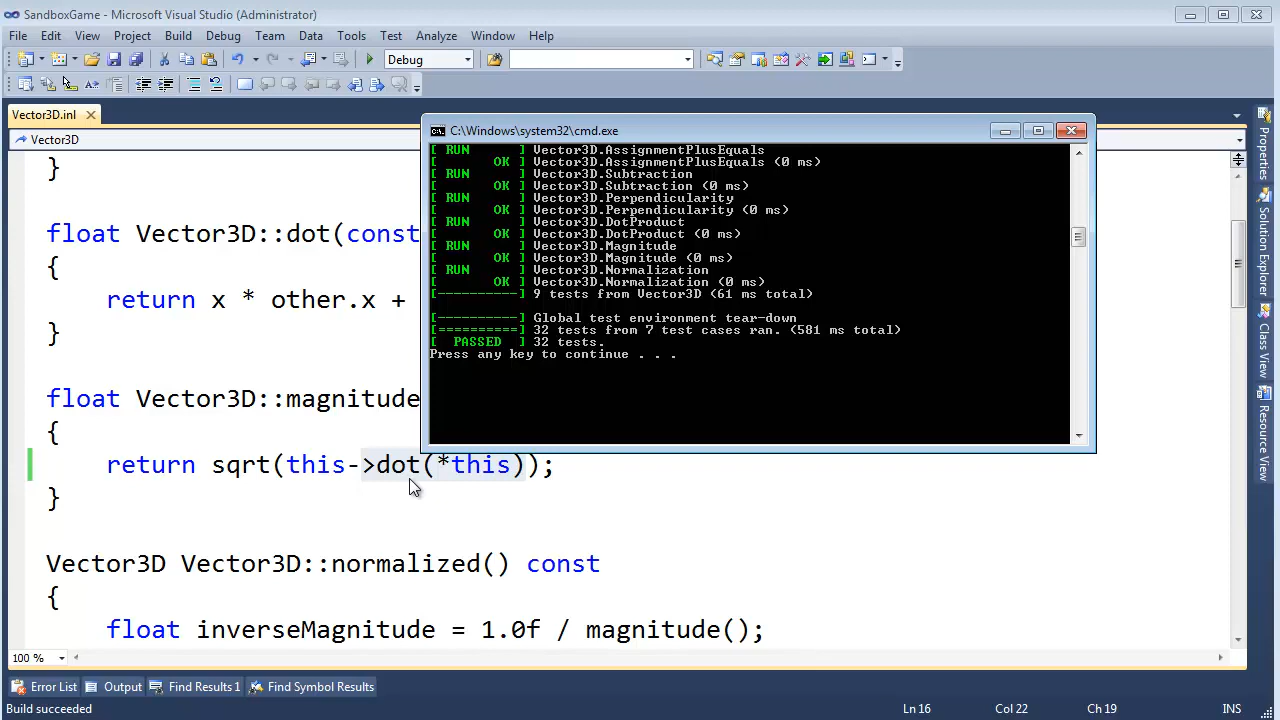 SandboxGame - Microsoft Visual Studio (Administrator)
File Edit View Project Build Debug Team Data Tools Test Analyze Window Help
Debug
Vector3D.inl
Vector3D
}
float Vector3D::dot(const
{
return x * other.x +
}
float Vector3D::magnitude
{
return sqrt(this->dot(*this));
}
Vector3D Vector3D::normalized() const
{
float inverseMagnitude = 1.0f / magnitude();
C:\Windows\system32\cmd.exe
[ RUN ] Vector3D.AssignmentPlusEquals
[ OK ] Vector3D.AssignmentPlusEquals (0 ms)
[ RUN ] Vector3D.Subtraction
[ OK ] Vector3D.Subtraction (0 ms)
[ RUN ] Vector3D.Perpendicularity
[ OK ] Vector3D.Perpendicularity (0 ms)
[ RUN ] Vector3D.DotProduct
[ OK ] Vector3D.DotProduct (0 ms)
[ RUN ] Vector3D.Magnitude
[ OK ] Vector3D.Magnitude (0 ms)
[ RUN ] Vector3D.Normalization
[ OK ] Vector3D.Normalization (0 ms)
[----------] 9 tests from Vector3D (61 ms total)
[----------] Global test environment tear-down
[==========] 32 tests from 7 test cases ran. (581 ms total)
[ PASSED ] 32 tests.
Press any key to continue . . .
Properties
Solution Explorer
Class View
Resource View
100 %
Error List Output Find Results 1 Find Symbol Results
Build succeeded Ln 16 Col 22 Ch 19 INS